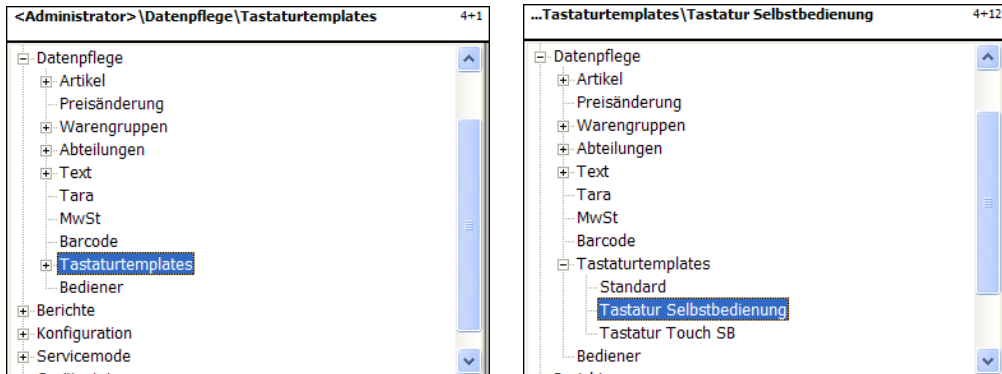 <Administrator>\Datenpflege\Tastaturtemplates 4+1
Datenpflege
Artikel
Preisänderung
Warengruppen
Abteilungen
Text
Tara
MwSt
Barcode
Tastaturtemplates
Bediener
Berichte
Konfiguration
Servicemode
...Tastaturtemplates\Tastatur Selbstbedienung 4+12
Datenpflege
Artikel
Preisänderung
Warengruppen
Abteilungen
Text
Tara
MwSt
Barcode
Tastaturtemplates
Standard
Tastatur Selbstbedienung
Tastatur Touch SB
Bediener